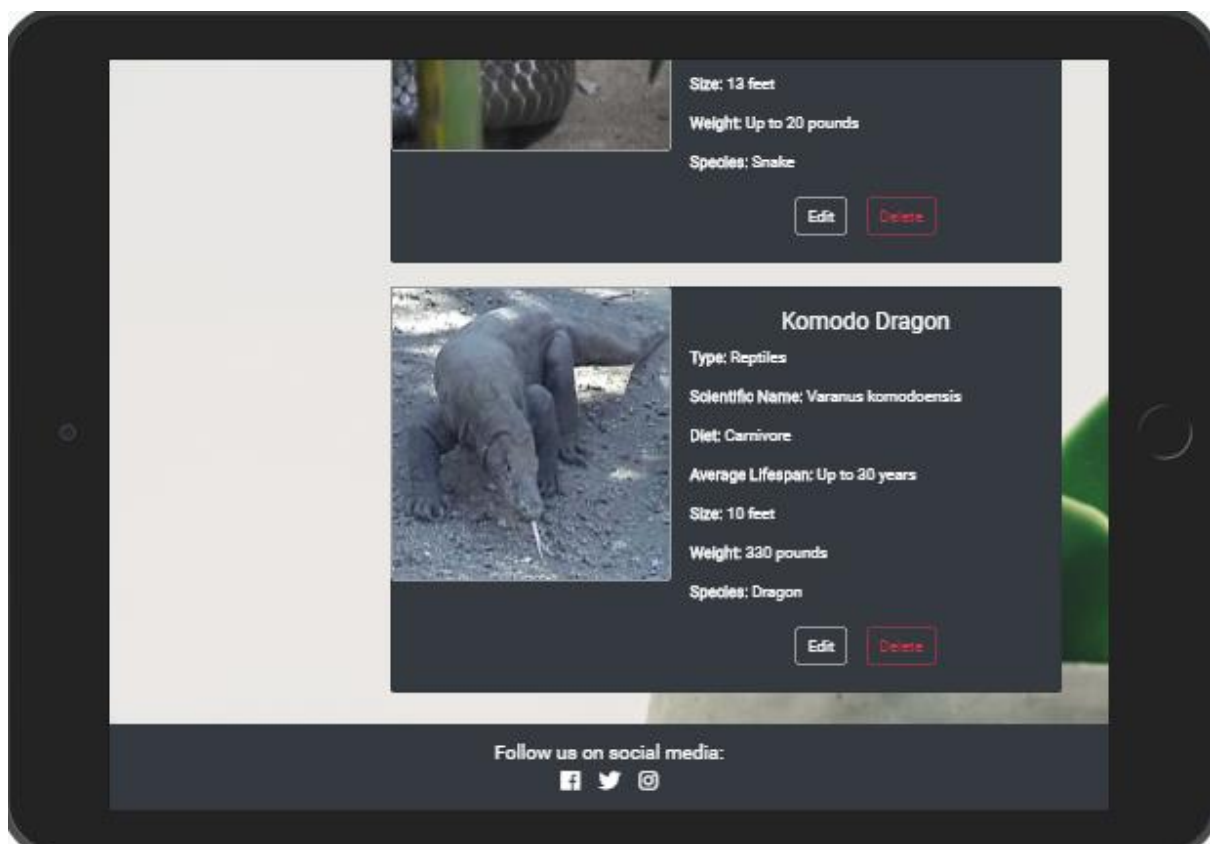 Size: 13 feet
Weight: Up to 20 pounds
Species: Snake
Edit Delete
Komodo Dragon
Type: Reptiles
Scientific Name: Varanus komodoensis
Diet: Carnivore
Average Lifespan: Up to 30 years
Size: 10 feet
Weight: 330 pounds
Species: Dragon
Edit Delete
Follow us on social media: